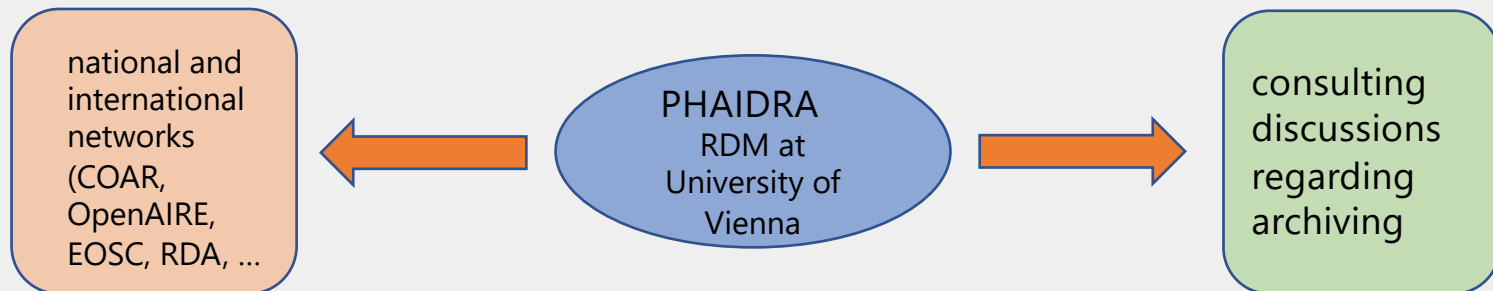 national and
international
networks
(COAR,
OpenAIRE,
EOSC, RDA, ...
PHAIDRA
RDM at
University of
Vienna
consulting
discussions
regarding
archiving